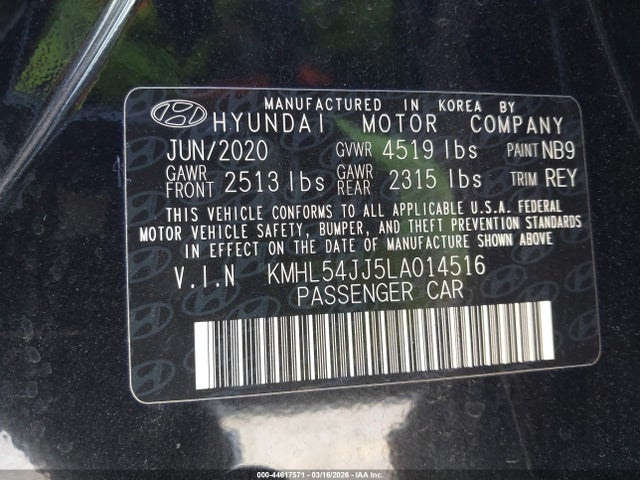 MANUFACTURED IN KOREA BY
HYUNDAI MOTOR COMPANY
JUN/2020 GVWR 4519 lbs PAINT NB9
GAWR FRONT 2513 lbs GAWR REAR 2315 lbs TRIM REY
THIS VEHICLE CONFORMS TO ALL APPLICABLE U.S.A. FEDERAL
MOTOR VEHICLE SAFETY, BUMPER, AND THEFT PREVENTION STANDARDS
IN EFFECT ON THE DATE OF MANUFACTURE SHOWN ABOVE
V.I.N KMHL54JJ5LA014516
PASSENGER CAR
000-44617571 - 03/16/2026 - IAAI.COM